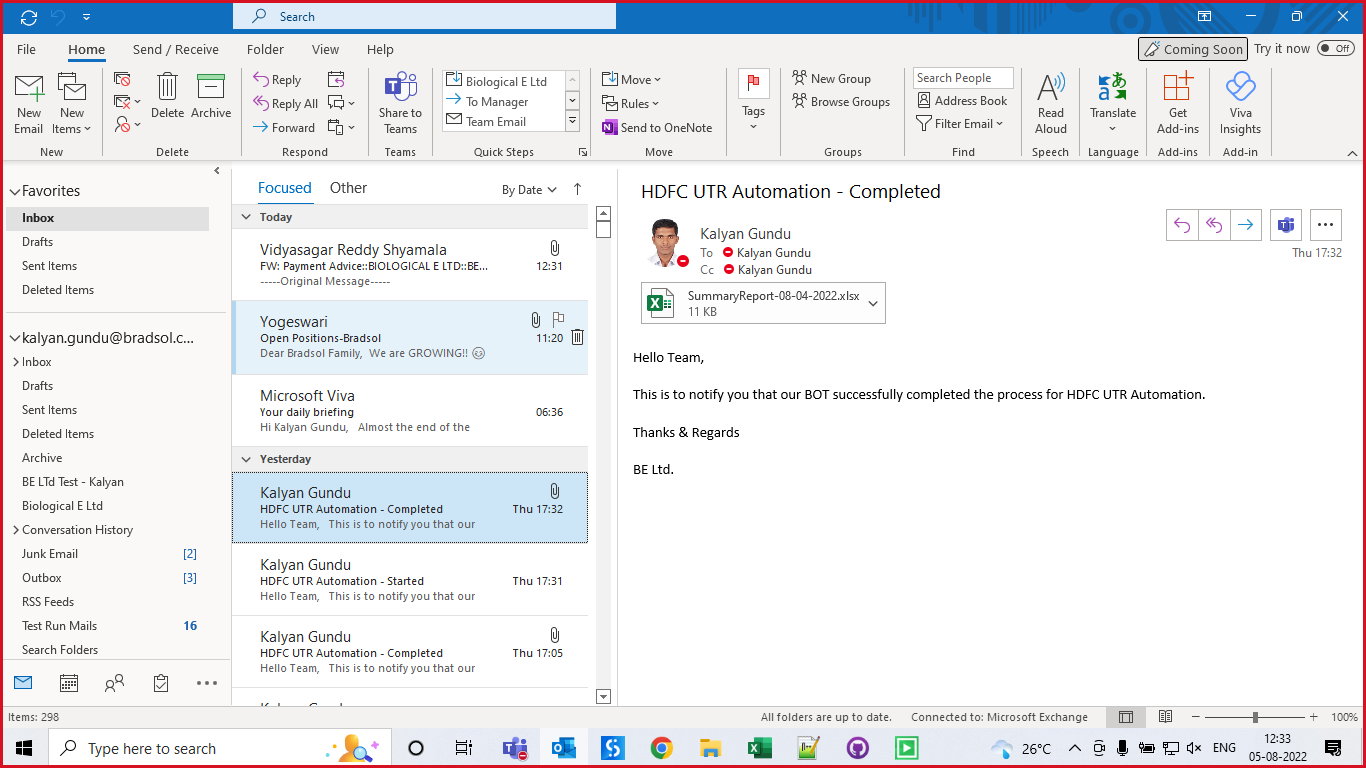 Search
File Home Send / Receive Folder View Help
Coming Soon Try it now Off
New Email
New Items
New
Delete
Archive
Delete
Reply
Reply All
Forward
Respond
Share to Teams
Teams
Biological E Ltd
To Manager
Team Email
Quick Steps
Move
Rules
Send to OneNote
Move
Tags
New Group
Browse Groups
Groups
Search People
Address Book
Filter Email
Find
Read Aloud
Speech
Translate
Language
Get Add-ins
Add-ins
Viva Insights
Add-in
Favorites
Inbox
Drafts
Sent Items
Deleted Items
kalyan.gundu@bradsol.c...
Inbox
Drafts
Sent Items
Deleted Items
Archive
BE LTd Test - Kalyan
Biological E Ltd
Conversation History
Junk Email [2]
Outbox [3]
RSS Feeds
Test Run Mails 16
Search Folders
Focused Other By Date
Today
Vidyasagar Reddy Shyamala
FW: Payment Advice::BIOLOGICAL E LTD::BE... 12:31
-----Original Message-----
Yogeswari
Open Positions-Bradsol 11:20
Dear Bradsol Family, We are GROWING!!
Microsoft Viva
Your daily briefing 06:36
Hi Kalyan Gundu, Almost the end of the
Yesterday
Kalyan Gundu
HDFC UTR Automation - Completed Thu 17:32
Hello Team, This is to notify you that our
Kalyan Gundu
HDFC UTR Automation - Started Thu 17:31
Hello Team, This is to notify you that our
Kalyan Gundu
HDFC UTR Automation - Completed Thu 17:05
Hello Team, This is to notify you that our
HDFC UTR Automation - Completed
Kalyan Gundu
To Kalyan Gundu
Cc Kalyan Gundu
Thu 17:32
SummaryReport-08-04-2022.xlsx
11 KB
Hello Team,
This is to notify you that our BOT successfully completed the process for HDFC UTR Automation.
Thanks & Regards
BE Ltd.
Items: 298 All folders are up to date. Connected to: Microsoft Exchange 100%
Type here to search
26°C ENG 12:33
05-08-2022